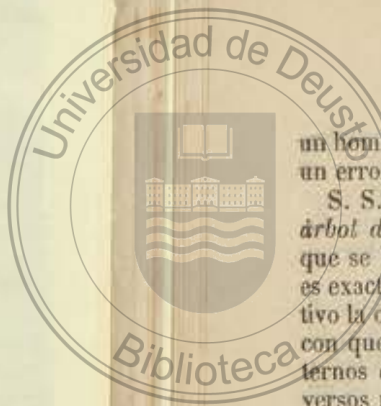 Universidad de Deusto
Biblioteca
un hom
un erro
S. S.
árbol d
que se
es exact
tivo la
con que
ternos
versos